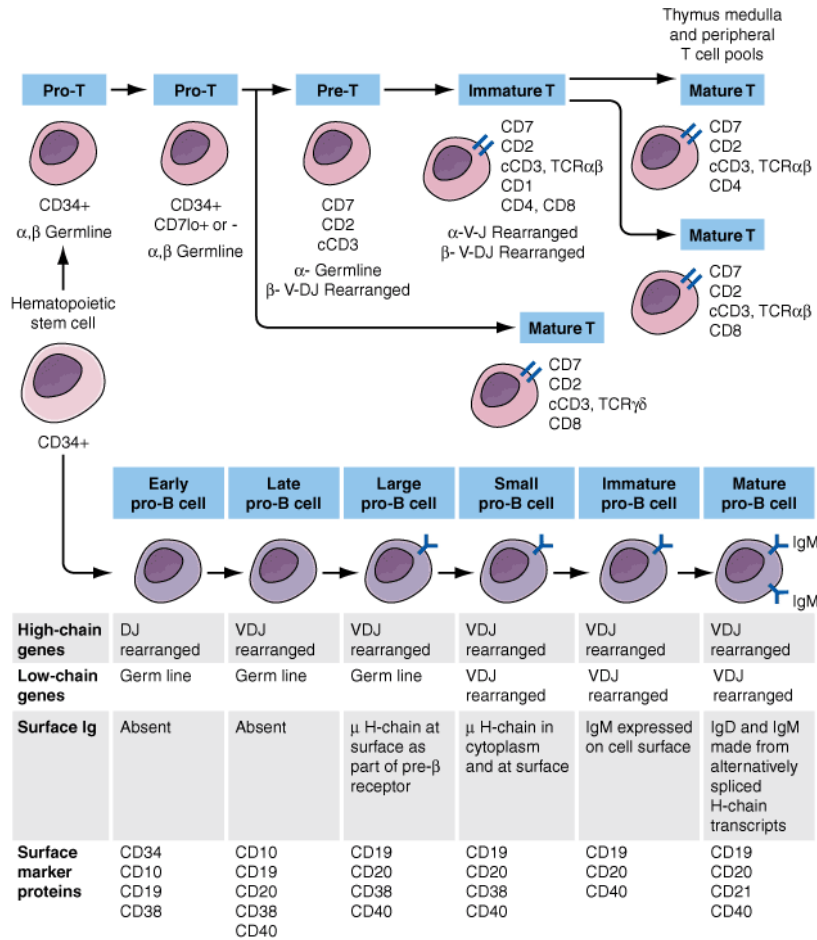 Thymus medulla
and peripheral
T cell pools
Pro-T
Pro-T
Pre-T
Immature T
Mature T
CD34+
α,β Germline
CD34+
CD7lo+ or -
α,β Germline
CD7
CD2
cCD3
α- Germline
β- V-DJ Rearranged
CD7
CD2
cCD3, TCRαβ
CD1
CD4, CD8
α-V-J Rearranged
β- V-DJ Rearranged
CD7
CD2
cCD3, TCRαβ
CD4
Mature T
CD7
CD2
cCD3, TCRαβ
CD8
Mature T
CD7
CD2
cCD3, TCRγδ
CD8
Hematopoietic
stem cell
CD34+
Early
pro-B cell
Late
pro-B cell
Large
pro-B cell
Small
pro-B cell
Immature
pro-B cell
Mature
pro-B cell
IgM
IgM
High-chain
genes
DJ
rearranged
VDJ
rearranged
VDJ
rearranged
VDJ
rearranged
VDJ
rearranged
VDJ
rearranged
Low-chain
genes
Germ line
Germ line
Germ line
VDJ
rearranged
VDJ
rearranged
VDJ
rearranged
Surface Ig
Absent
Absent
μ H-chain at
surface as
part of pre-β
receptor
μ H-chain in
cytoplasm
and at surface
IgM expressed
on cell surface
IgD and IgM
made from
alternatively
spliced
H-chain
transcripts
Surface
marker
proteins
CD34
CD10
CD19
CD38
CD10
CD19
CD20
CD38
CD40
CD19
CD20
CD38
CD40
CD19
CD20
CD38
CD40
CD19
CD20
CD40
CD19
CD20
CD21
CD40